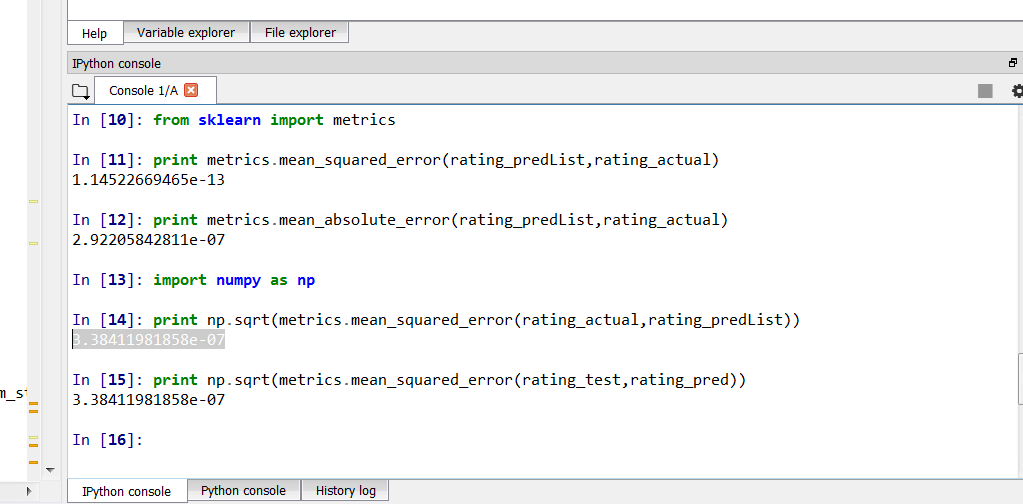 Help
Variable explorer
File explorer
IPython console
Console 1/A
In [10]: from sklearn import metrics
In [11]: print metrics.mean_squared_error(rating_predList,rating_actual)
1.14522669465e-13
In [12]: print metrics.mean_absolute_error(rating_predList,rating_actual)
2.92205842811e-07
In [13]: import numpy as np
In [14]: print np.sqrt(metrics.mean_squared_error(rating_actual,rating_predList))
3.38411981858e-07
In [15]: print np.sqrt(metrics.mean_squared_error(rating_test,rating_pred))
3.38411981858e-07
In [16]:
IPython console
Python console
History log